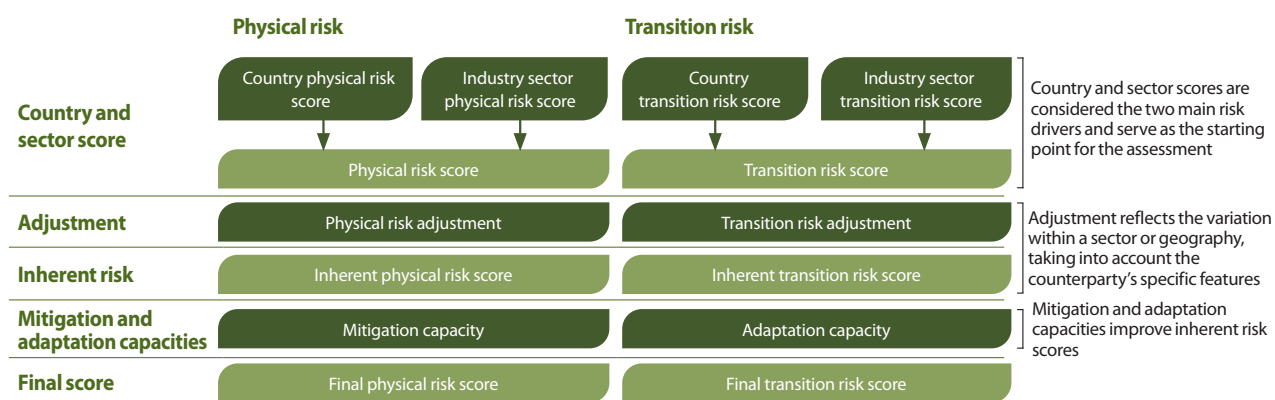 Physical risk
Transition risk
Country and
sector score
Country physical risk
score
Industry sector
physical risk score
Country
transition risk score
Industry sector
transition risk score
Physical risk score
Transition risk score
Country and sector scores are
considered the two main risk
drivers and serve as the starting
point for the assessment
Adjustment
Physical risk adjustment
Transition risk adjustment
Adjustment reflects the variation
within a sector or geography,
taking into account the
counterparty’s specific features
Inherent risk
Inherent physical risk score
Inherent transition risk score
Mitigation and
adaptation capacities
Mitigation capacity
Adaptation capacity
Mitigation and adaptation
capacities improve inherent risk
scores
Final score
Final physical risk score
Final transition risk score